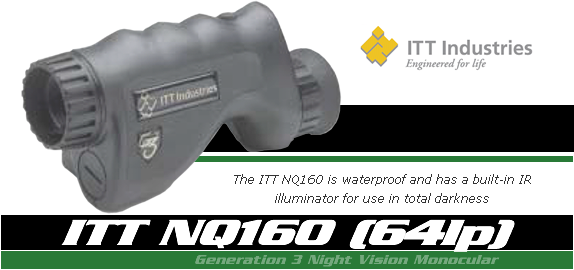 ITT Industries
Engineered for life
ITT Industries
3
The ITT NQ160 is waterproof and has a built-in IR
illuminator for use in total darkness
ITT NQ160 (64lp)
Generation 3 Night Vision Monocular